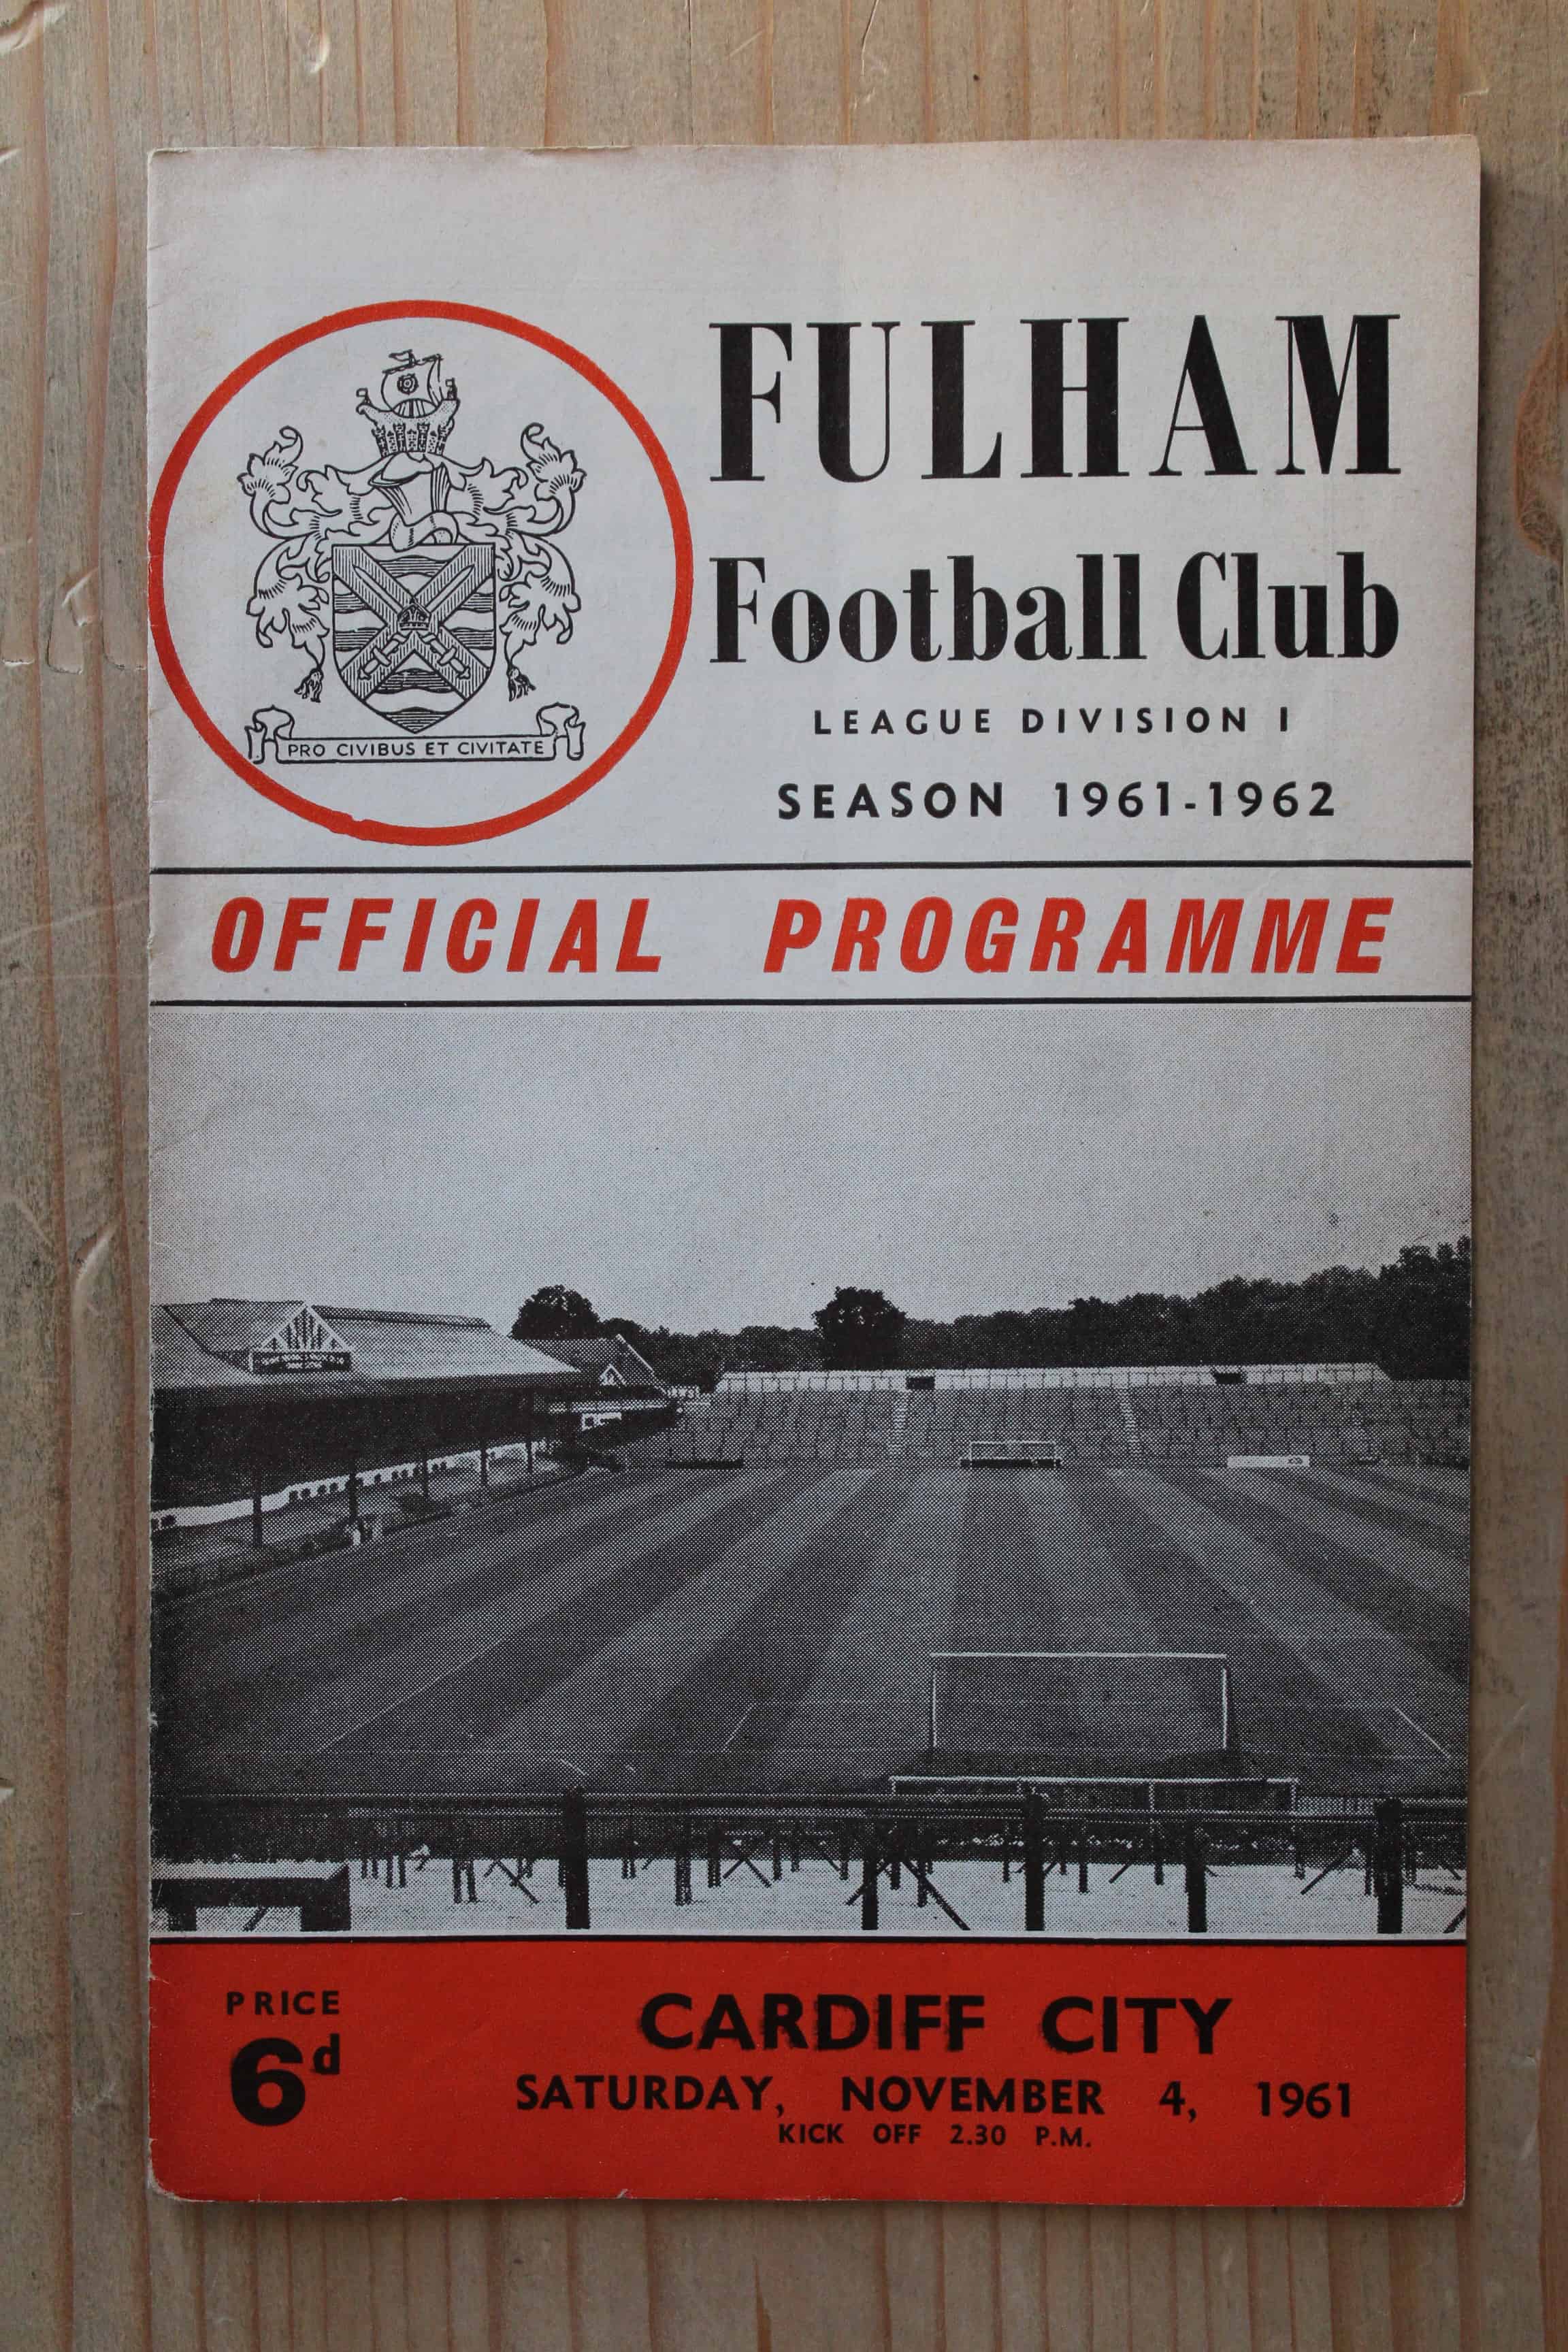 FULHAM
Football Club
LEAGUE DIVISION I
SEASON 1961-1962
PRO CIVIBUS ET CIVITATE
OFFICIAL PROGRAMME
PRICE
6d
CARDIFF CITY
SATURDAY, NOVEMBER 4, 1961
KICK OFF 2.30 P.M.